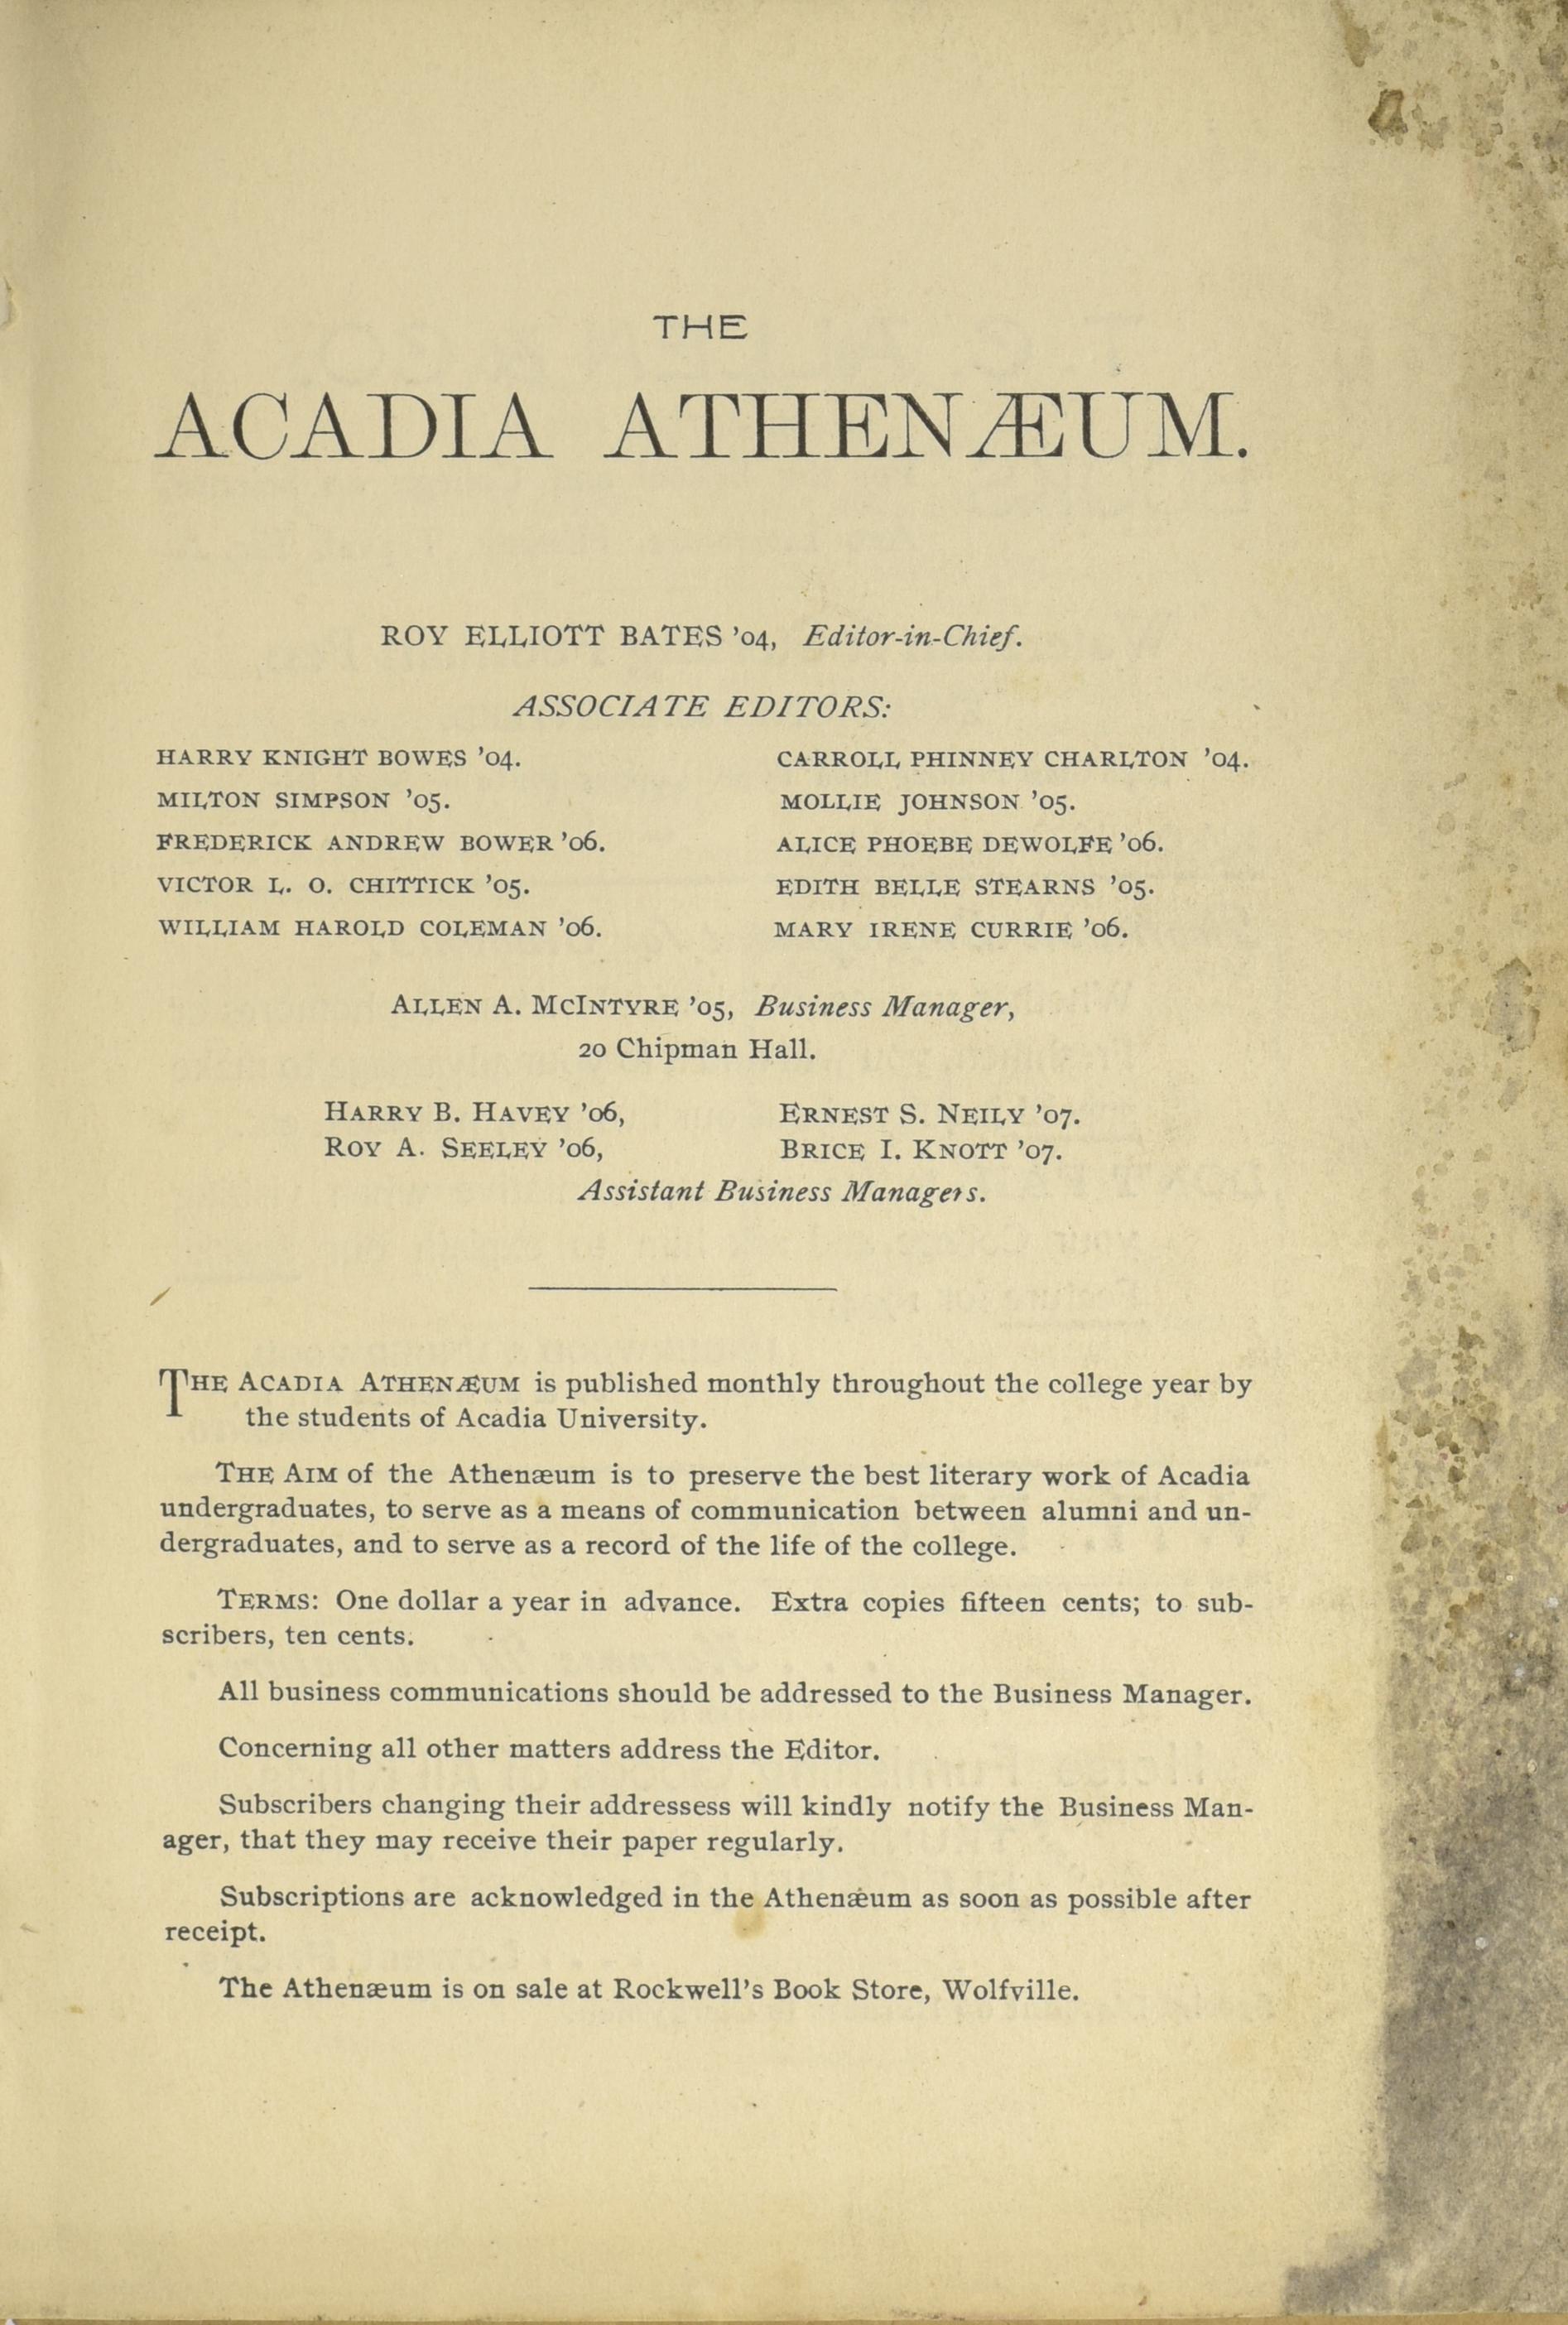 THE
ACADIA ATHENÆUM.
ROY ELLIOTT BATES ’04, Editor-in-Chief.
ASSOCIATE EDITORS:
HARRY KNIGHT BOWES ’04. CARROLL PHINNEY CHARLTON ’04.
MILTON SIMPSON ’05. MOLLIE JOHNSON ’05.
FREDERICK ANDREW BOWER ’06. ALICE PHOEBE DEWOLFE ’06.
VICTOR L. O. CHITTICK ’05. EDITH BELLE STEARNS ’05.
WILLIAM HAROLD COLEMAN ’06. MARY IRENE CURRIE ’06.
ALLEN A. MCINTYRE ’05, Business Manager,
20 Chipman Hall.
HARRY B. HAVEY ’06, ERNEST S. NEILY ’07.
ROY A. SEELEY ’06, BRICE I. KNOTT ’07.
Assistant Business Managers.
THE ACADIA ATHENÆUM is published monthly throughout the college year by
the students of Acadia University.
THE AIM of the Athenæum is to preserve the best literary work of Acadia
undergraduates, to serve as a means of communication between alumni and un-
dergraduates, and to serve as a record of the life of the college.
TERMS: One dollar a year in advance. Extra copies fifteen cents; to sub-
scribers, ten cents.
All business communications should be addressed to the Business Manager.
Concerning all other matters address the Editor.
Subscribers changing their addressess will kindly notify the Business Man-
ager, that they may receive their paper regularly.
Subscriptions are acknowledged in the Athenæum as soon as possible after
receipt.
The Athenæum is on sale at Rockwell's Book Store, Wolfville.